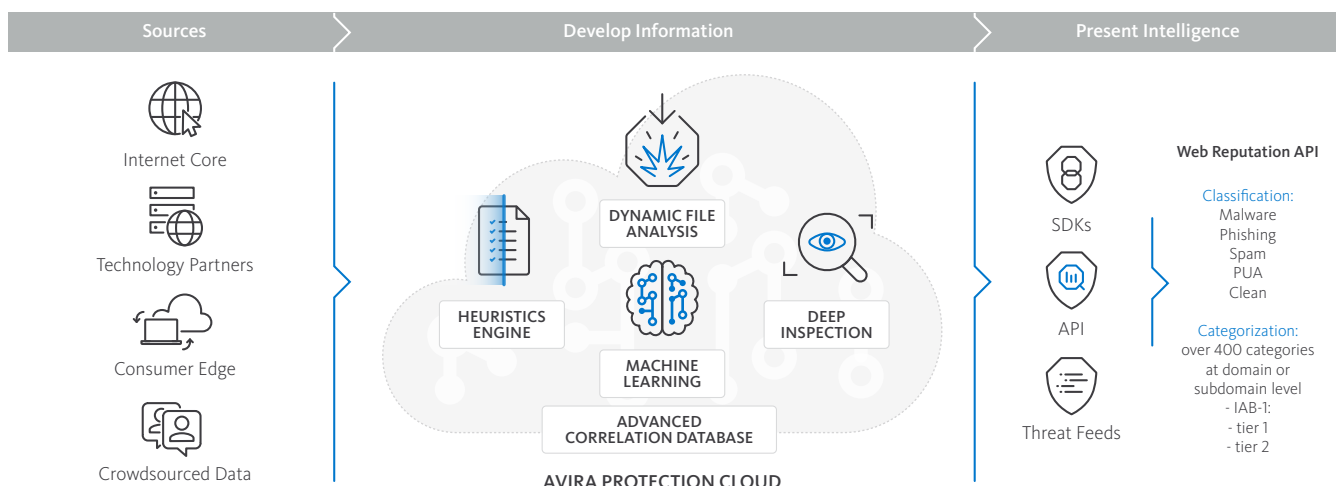 Sources
Develop Information
Present Intelligence
Internet Core
Technology Partners
Consumer Edge
Crowdsourced Data
DYNAMIC FILE
ANALYSIS
HEURISTICS
ENGINE
DEEP
INSPECTION
MACHINE
LEARNING
ADVANCED
CORRELATION DATABASE
AVIRA PROTECTION CLOUD
SDKs
API
Threat Feeds
Web Reputation API
Classification:
Malware
Phishing
Spam
PUA
Clean
Categorization:
over 400 categories
at domain or
subdomain level
- IAB-1:
- tier 1
- tier 2